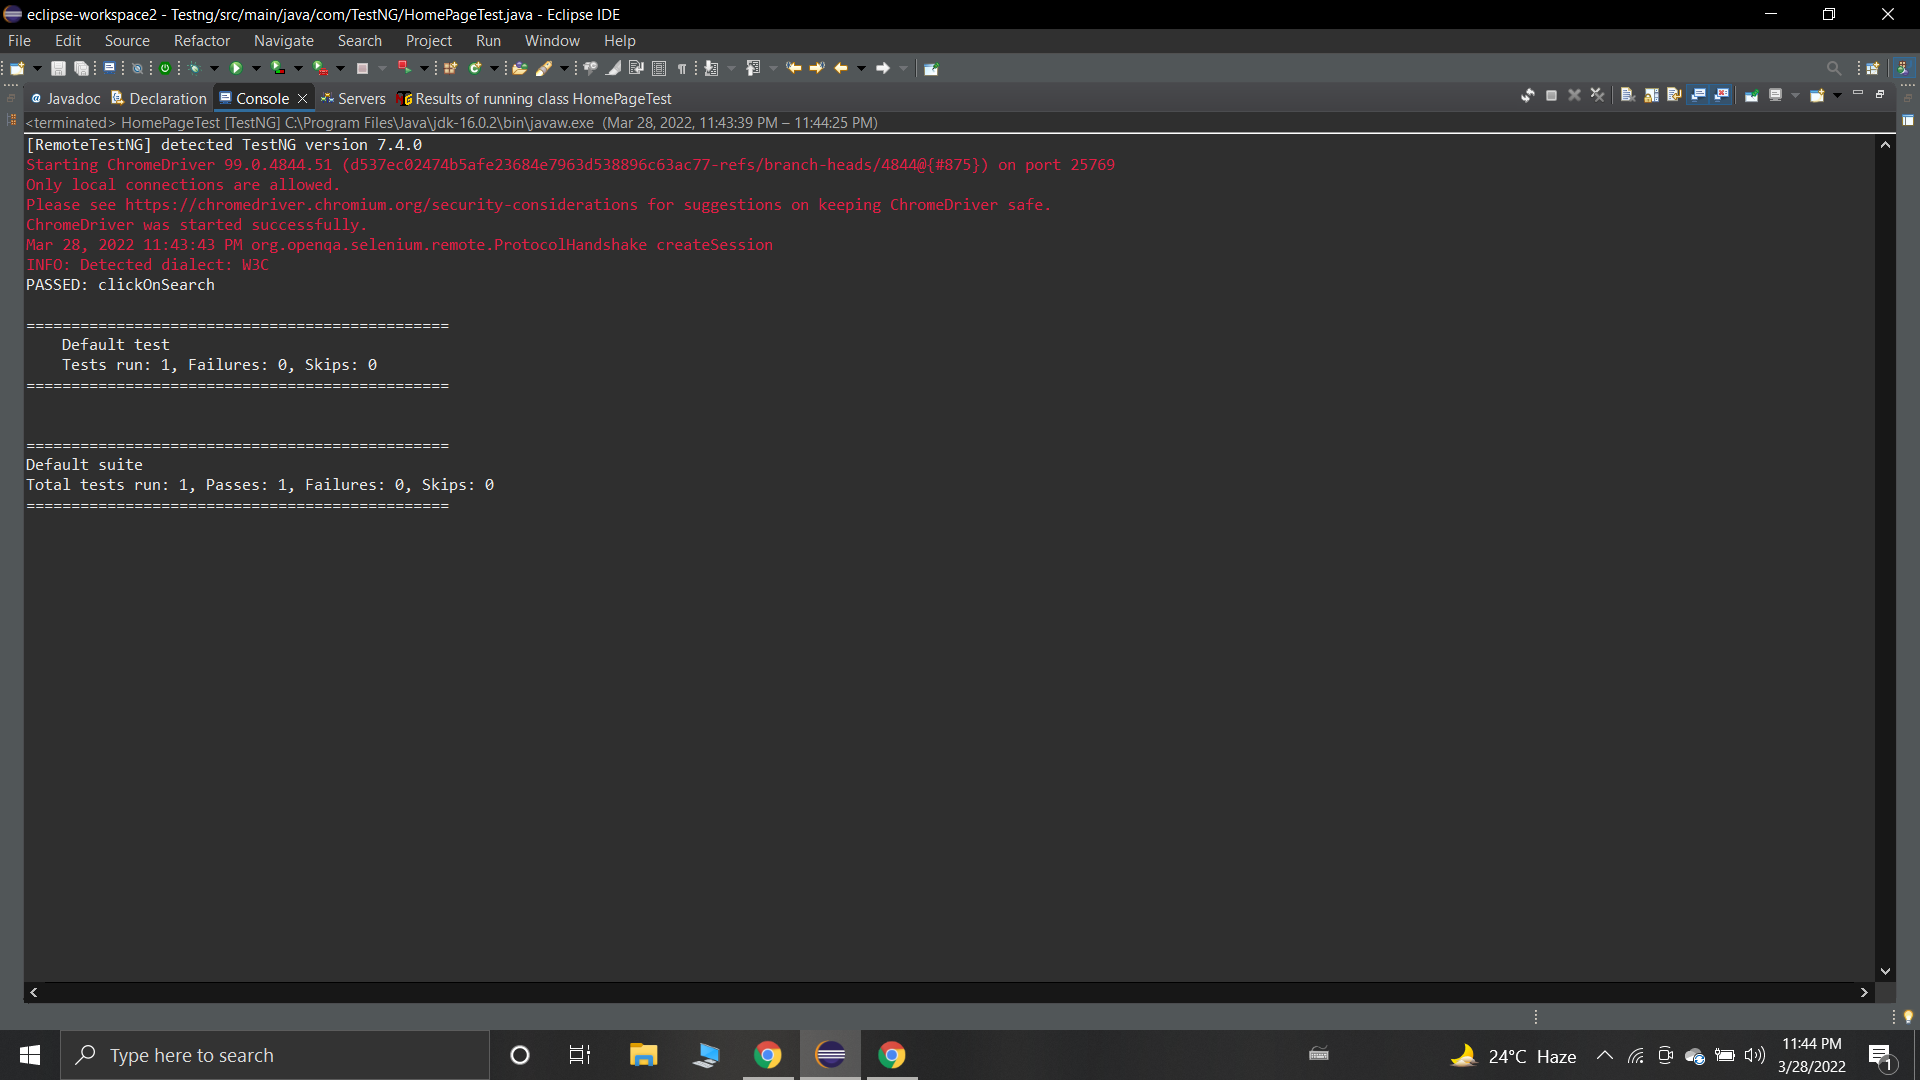 eclipse-workspace2 - Testng/src/main/java/com/TestNG/HomePageTest.java - Eclipse IDE
File Edit Source Refactor Navigate Search Project Run Window Help
Javadoc Declaration Console Servers Results of running class HomePageTest
<terminated> HomePageTest [TestNG] C:\Program Files\Java\jdk-16.0.2\bin\javaw.exe (Mar 28, 2022, 11:43:39 PM – 11:44:25 PM)
[RemoteTestNG] detected TestNG version 7.4.0
Starting ChromeDriver 99.0.4844.51 (d537ec02474b5afe23684e7963d538896c63ac77-refs/branch-heads/4844@{#875}) on port 25769
Only local connections are allowed.
Please see https://chromedriver.chromium.org/security-considerations for suggestions on keeping ChromeDriver safe.
ChromeDriver was started successfully.
Mar 28, 2022 11:43:43 PM org.openqa.selenium.remote.ProtocolHandshake createSession
INFO: Detected dialect: W3C
PASSED: clickOnSearch
===============================================
Default test
Tests run: 1, Failures: 0, Skips: 0
===============================================
===============================================
Default suite
Total tests run: 1, Passes: 1, Failures: 0, Skips: 0
===============================================
Type here to search
24°C Haze
11:44 PM
3/28/2022
1